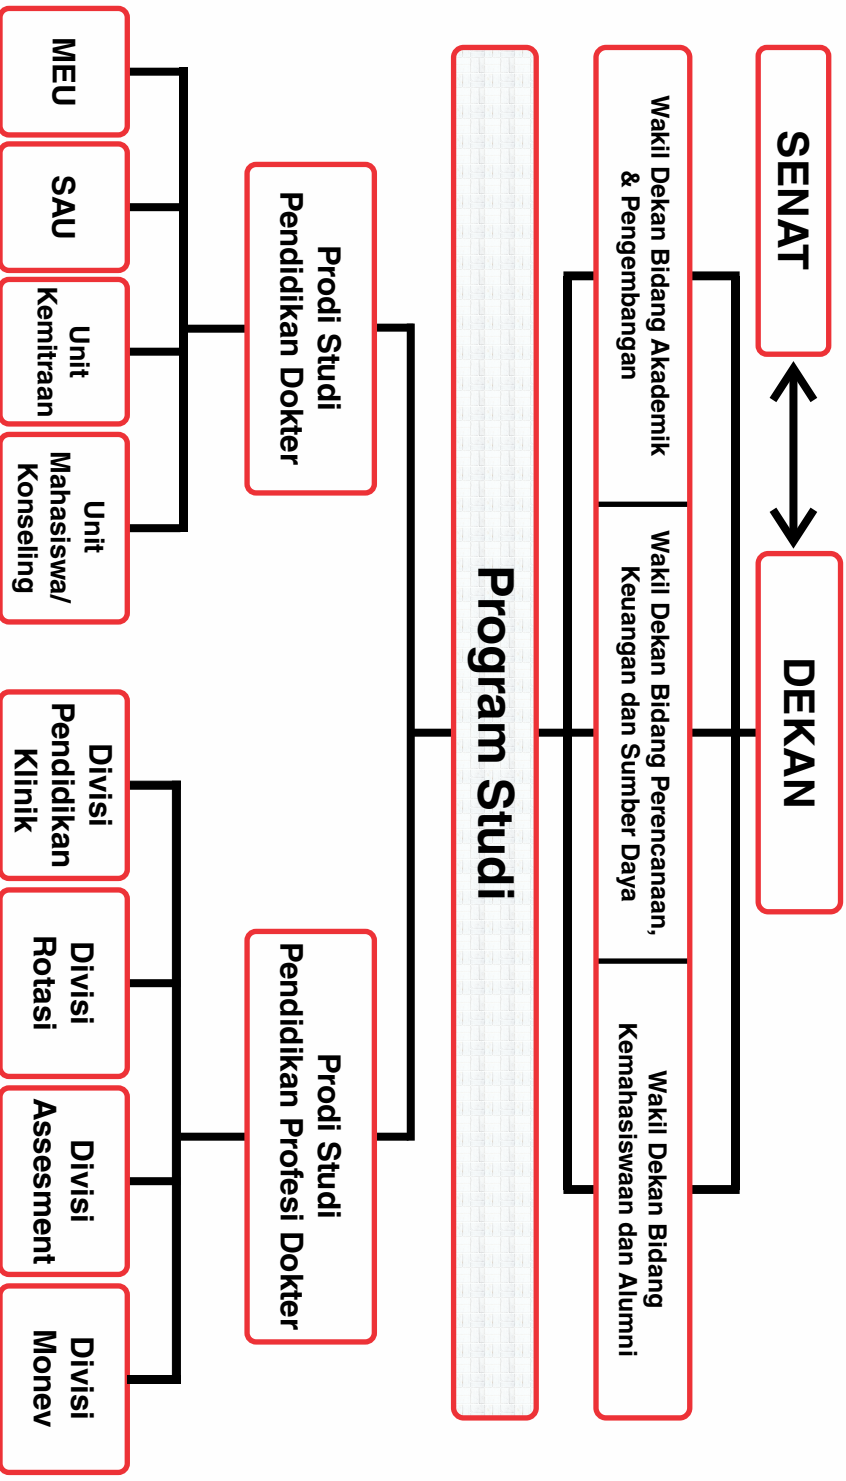 SENAT
DEKAN
Wakil Dekan Bidang Akademik
& Pengembangan
Wakil Dekan Bidang Perencanaan,
Keuangan dan Sumber Daya
Wakil Dekan Bidang
Kemahasiswaan dan Alumni
Program Studi
Prodi Studi
Pendidikan Dokter
Prodi Studi
Pendidikan Profesi Dokter
MEU
SAU
Unit
Kemitraan
Unit
Mahasiswa/
Konseling
Divisi
Pendidikan
Klinik
Divisi
Rotasi
Divisi
Assesment
Divisi
Monev